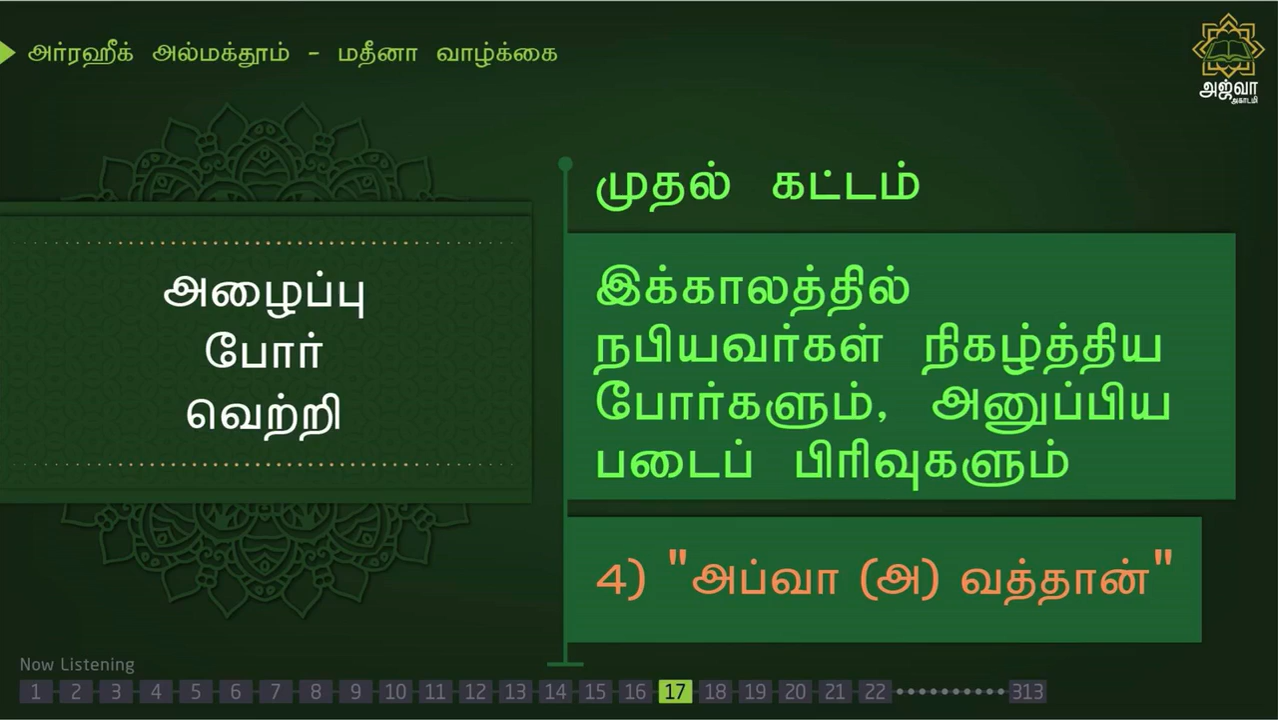 அர்ரஹீக் அல்மக்தூம் - மதீனா வாழ்க்கை
அஜ்வா
அகாடமி
அழைப்பு
போர்
வெற்றி
முதல் கட்டம்
இக்காலத்தில்
நபியவர்கள் நிகழ்த்திய
போர்களும், அனுப்பிய
படைப் பிரிவுகளும்
4) "அப்வா (அ) வத்தான்"
Now Listening
1 2 3 4 5 6 7 8 9 10 11 12 13 14 15 16 17 18 19 20 21 22 313